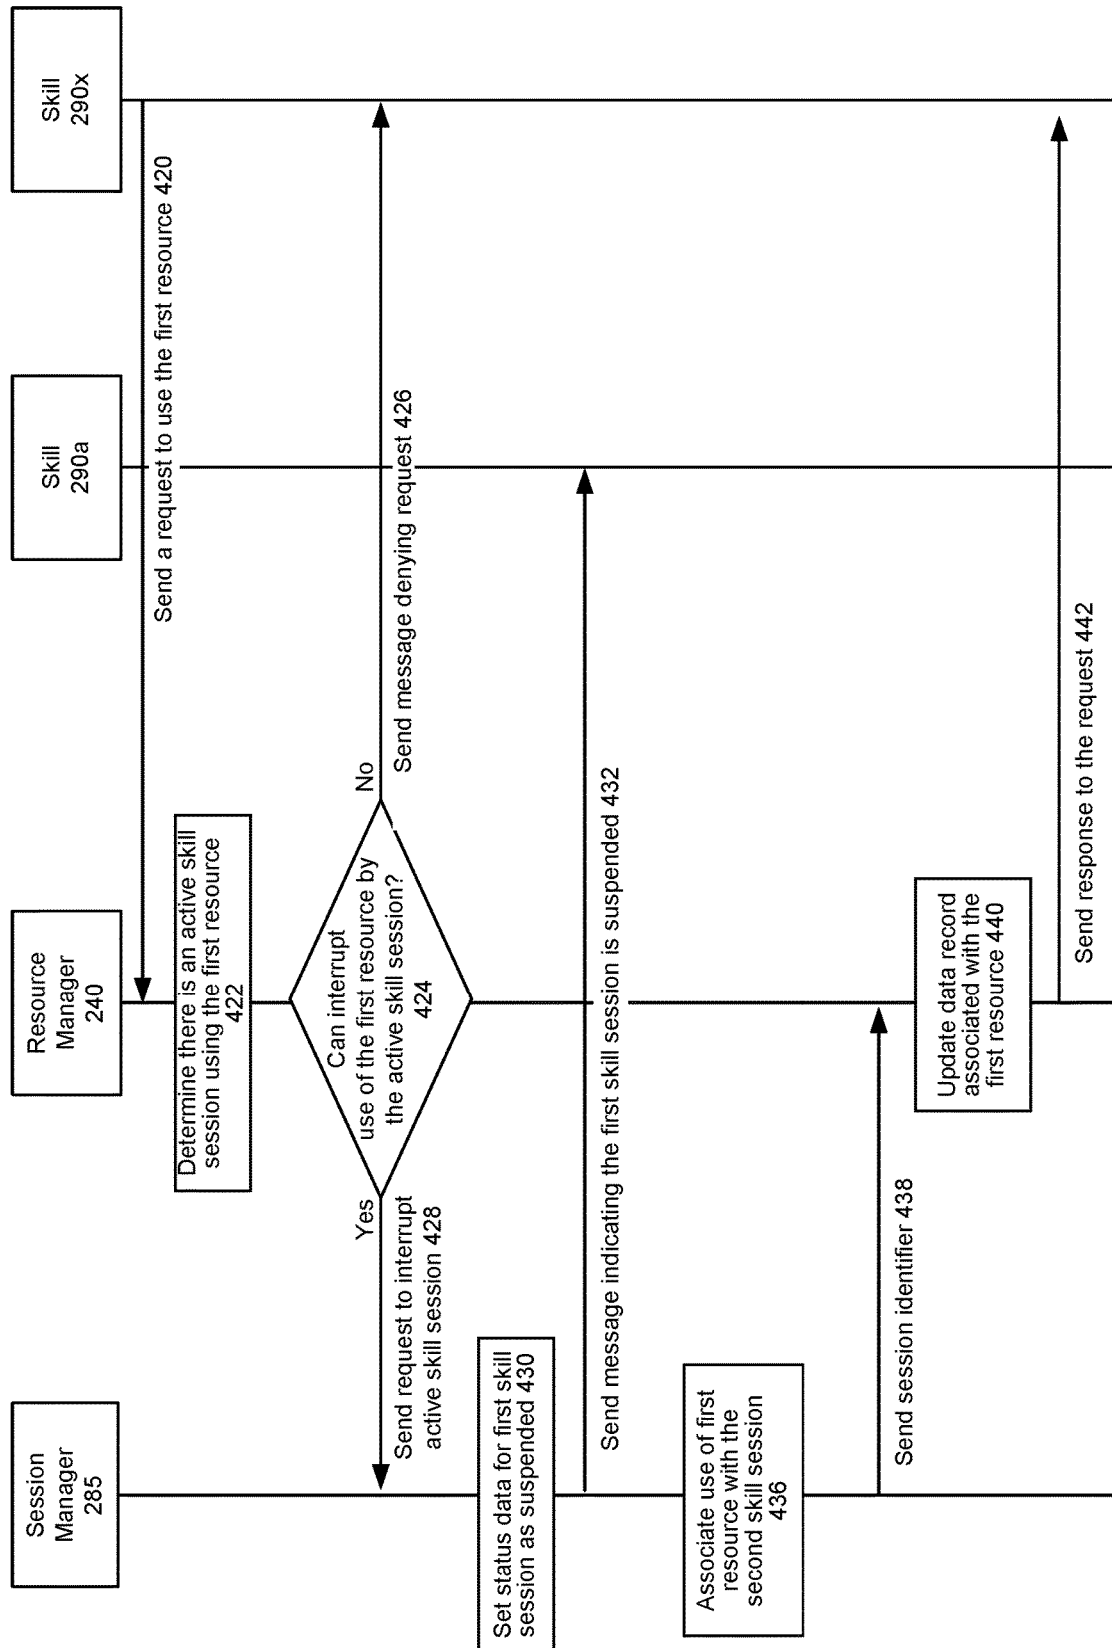 Session
Manager
285
Resource
Manager
240
Skill
290a
Skill
290x
Send a request to use the first resource 420
Determine there is an active skill
session using the first resource
422
Can interrupt
use of the first resource by
the active skill session?
424
Yes
No
Send request to interrupt
active skill session 428
Send message denying request 426
Set status data for first skill
session as suspended 430
Send message indicating the first skill session is suspended 432
Associate use of first
resource with the
second skill session
436
Send session identifier 438
Update data record
associated with the
first resource 440
Send response to the request 442